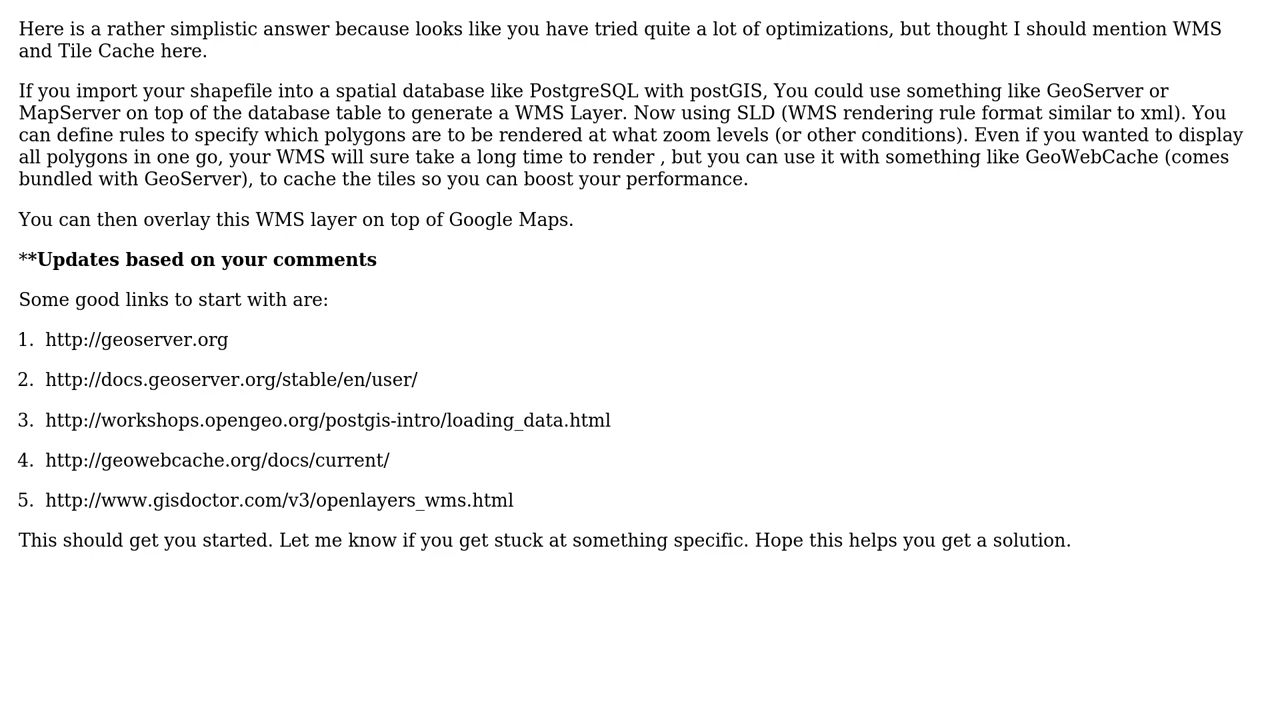 Here is a rather simplistic answer because looks like you have tried quite a lot of optimizations, but thought I should mention WMS
and Tile Cache here.
If you import your shapefile into a spatial database like PostgreSQL with postGIS, You could use something like GeoServer or
MapServer on top of the database table to generate a WMS Layer. Now using SLD (WMS rendering rule format similar to xml). You
can define rules to specify which polygons are to be rendered at what zoom levels (or other conditions). Even if you wanted to display
all polygons in one go, your WMS will sure take a long time to render , but you can use it with something like GeoWebCache (comes
bundled with GeoServer), to cache the tiles so you can boost your performance.
You can then overlay this WMS layer on top of Google Maps.
**Updates based on your comments
Some good links to start with are:
1. http://geoserver.org
2. http://docs.geoserver.org/stable/en/user/
3. http://workshops.opengeo.org/postgis-intro/loading_data.html
4. http://geowebcache.org/docs/current/
5. http://www.gisdoctor.com/v3/openlayers_wms.html
This should get you started. Let me know if you get stuck at something specific. Hope this helps you get a solution.